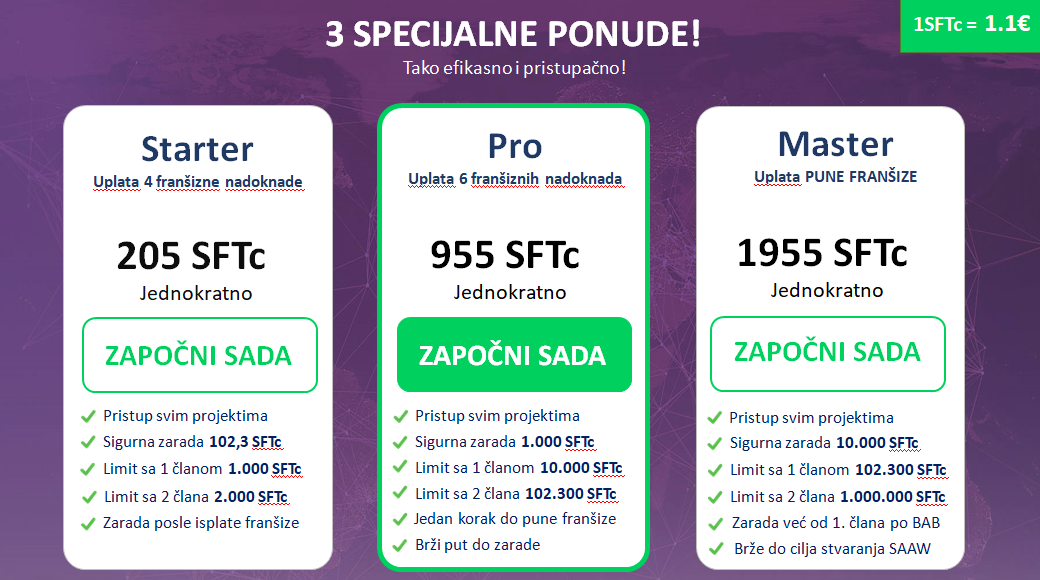 3 SPECIJALNE PONUDE!
1SFTc = 1.1€
Tako efikasno i pristupačno!
Starter
Uplata 4 franšizne nadoknade
205 SFTc
Jednokratno
ZAPOČNI SADA
Pristup svim projektima
Sigurna zarada 102,3 SFTc
Limit sa 1 članom 1.000 SFTc
Limit sa 2 člana 2.000 SFTc
Zarada posle isplate franšize
Pro
Uplata 6 franšiznih nadoknada
955 SFTc
Jednokratno
ZAPOČNI SADA
Pristup svim projektima
Sigurna zarada 1.000 SFTc
Limit sa 1 članom 10.000 SFTc
Limit sa 2 člana 102.300 SFTc
Jedan korak do pune franšize
Brži put do zarade
Master
Uplata PUNE FRANŠIZE
1955 SFTc
Jednokratno
ZAPOČNI SADA
Pristup svim projektima
Sigurna zarada 10.000 SFTc
Limit sa 1 članom 102.300 SFTc
Limit sa 2 člana 1.000.000 SFTc
Zarada već od 1. člana po BAB
Brže do cilja stvaranja SAAW